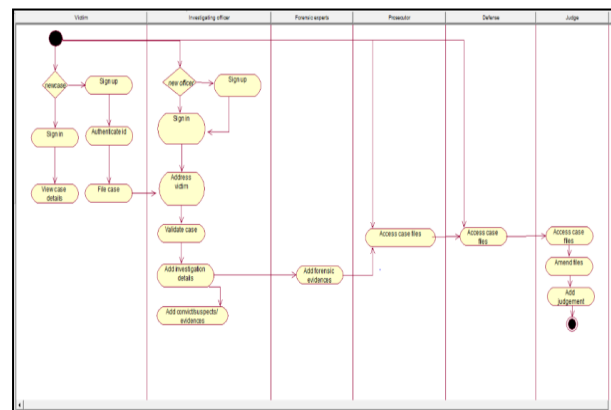 Victim
Investigating officer
Forensic experts
Prosecutor
Defense
Judge
newcase
Sign up
new officer
Sign up
Sign in
Authenticate id
Sign in
View case
details
File case
Address
victim
Validate case
Access case files
Access case
files
Access case
files
Add investigation
details
Add forensic
evidences
Amend files
Add convict/suspects/
evidences
Add
judgement